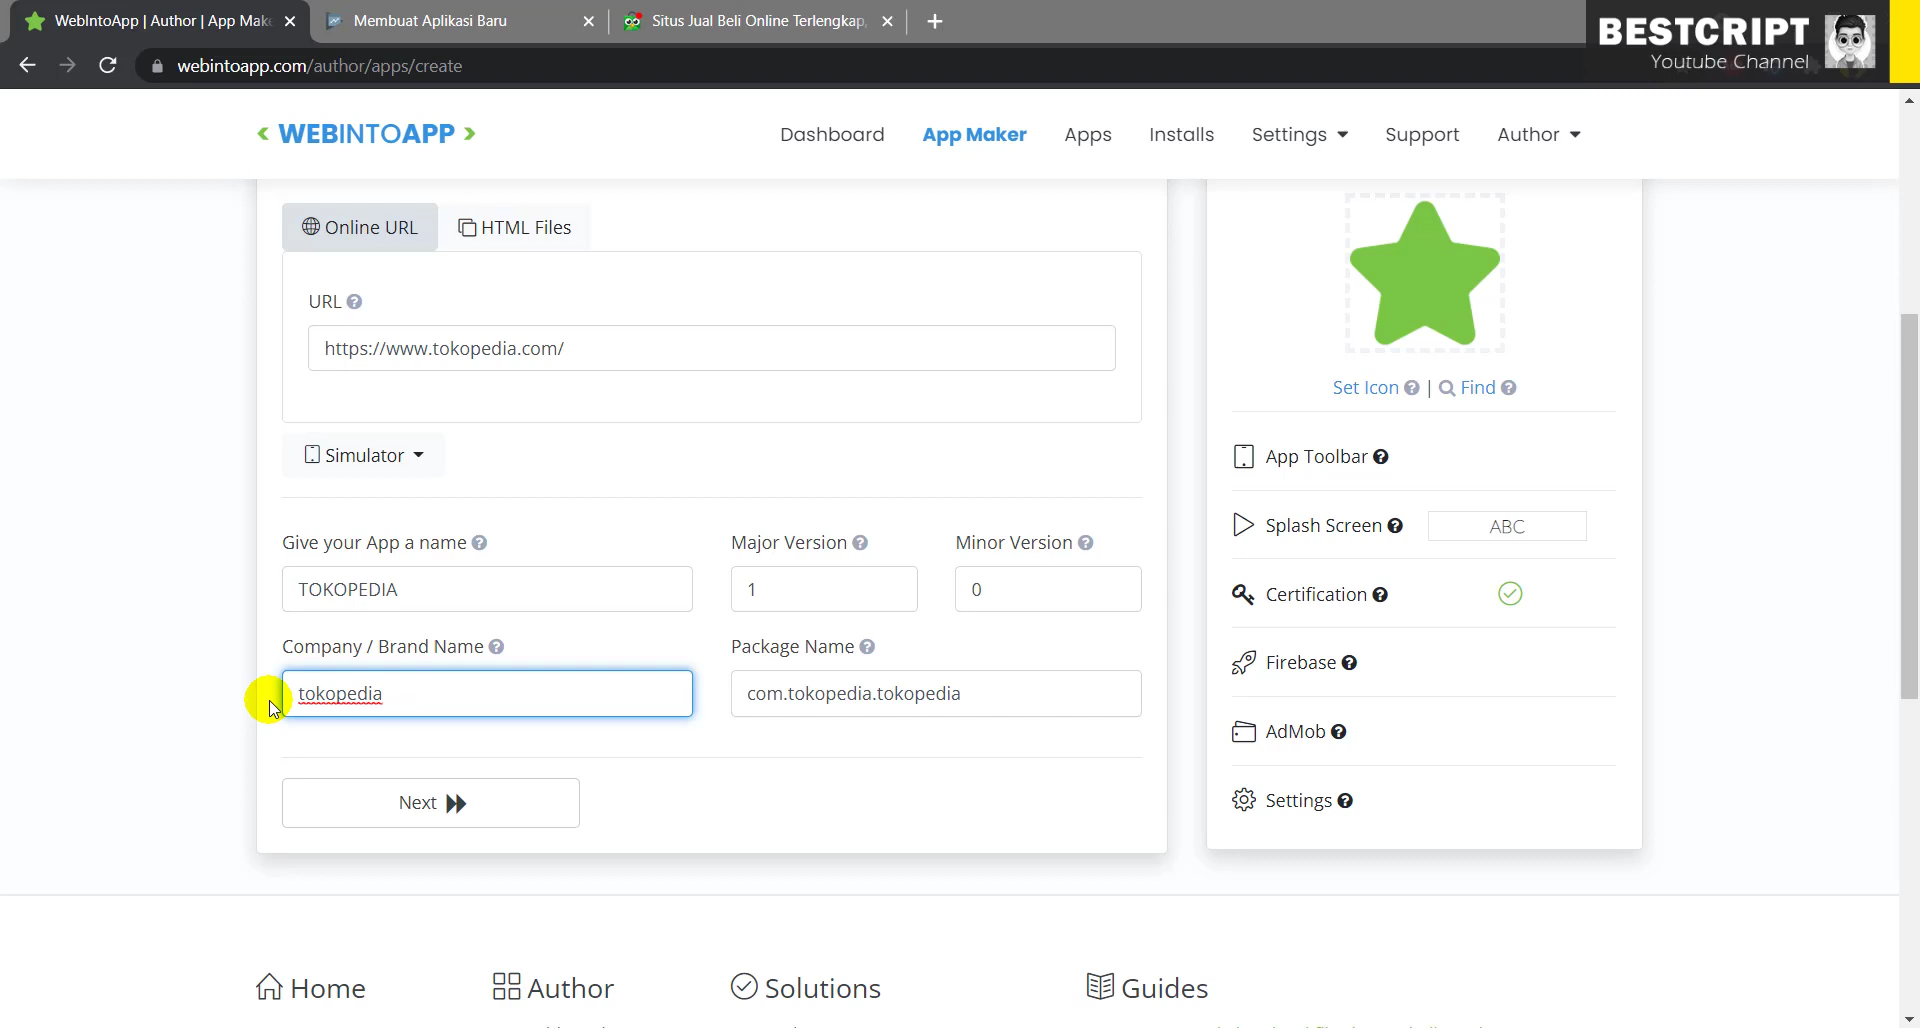 WebIntoApp | Author | App Make
Membuat Aplikasi Baru
Situs Jual Beli Online Terlengkap,
BESTCRIPT
Youtube Channel
webintoapp.com/author/apps/create
< WEBINTOAPP >
Dashboard
App Maker
Apps
Installs
Settings
Support
Author
Online URL
HTML Files
URL
https://www.tokopedia.com/
Simulator
Give your App a name
Major Version
Minor Version
TOKOPEDIA
1
0
Company / Brand Name
Package Name
tokopedia
com.tokopedia.tokopedia
Next
Set Icon | Find
App Toolbar
Splash Screen
ABC
Certification
Firebase
AdMob
Settings
Home
Author
Solutions
Guides